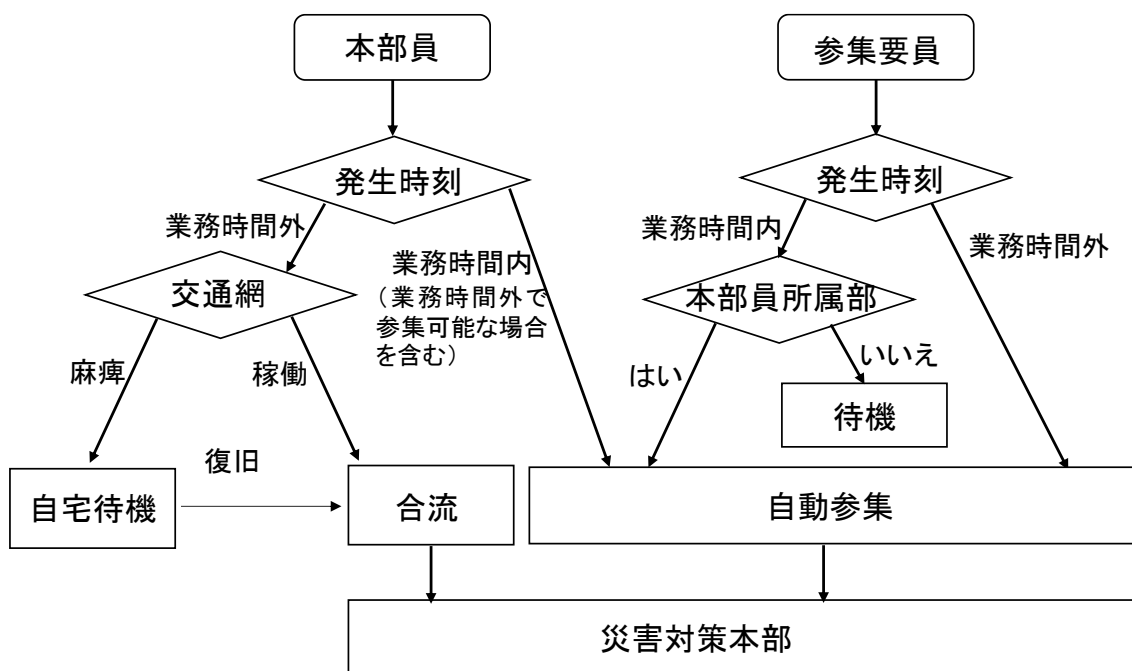 本部員
参集要員
発生時刻
発生時刻
業務時間外
業務時間内
（業務時間外で
参集可能な場合
を含む）
業務時間内
業務時間外
交通網
本部員所属部
麻痺
稼働
はい
いいえ
待機
復旧
自宅待機
合流
自動参集
災害対策本部